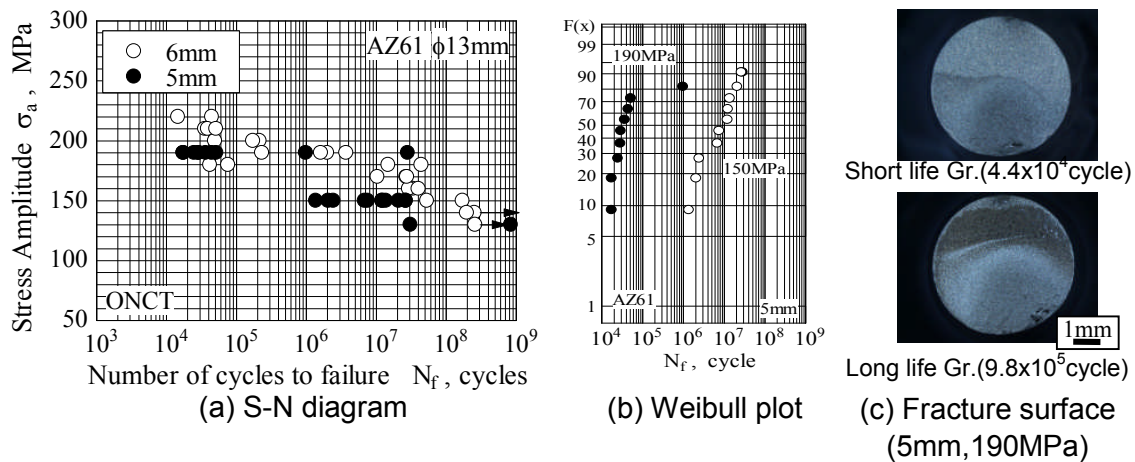 300
250
200
150
100
50
Stress Amplitude σa , MPa
6mm
5mm
AZ61 ϕ13mm
ONCT
10^3 10^4 10^5 10^6 10^7 10^8 10^9
Number of cycles to failure Nf , cycles
(a) S-N diagram
F(x)
99
90
70
50
40
30
20
10
5
1
190MPa
150MPa
AZ61
5mm
10^4 10^5 10^6 10^7 10^8 10^9
Nf , cycle
(b) Weibull plot
Short life Gr.(4.4x10^4cycle)
1mm
Long life Gr.(9.8x10^5cycle)
(c) Fracture surface
(5mm,190MPa)